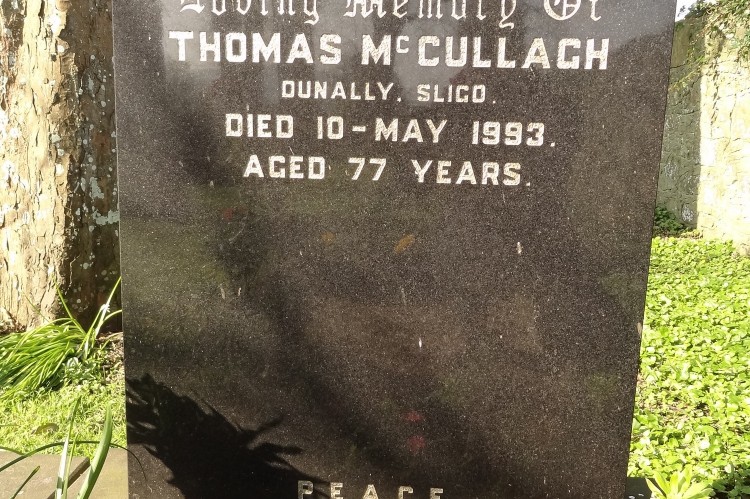 Loving Memory Of
THOMAS McCULLAGH
DUNALLY, SLIGO.
DIED 10-MAY 1993.
AGED 77 YEARS.
PEACE